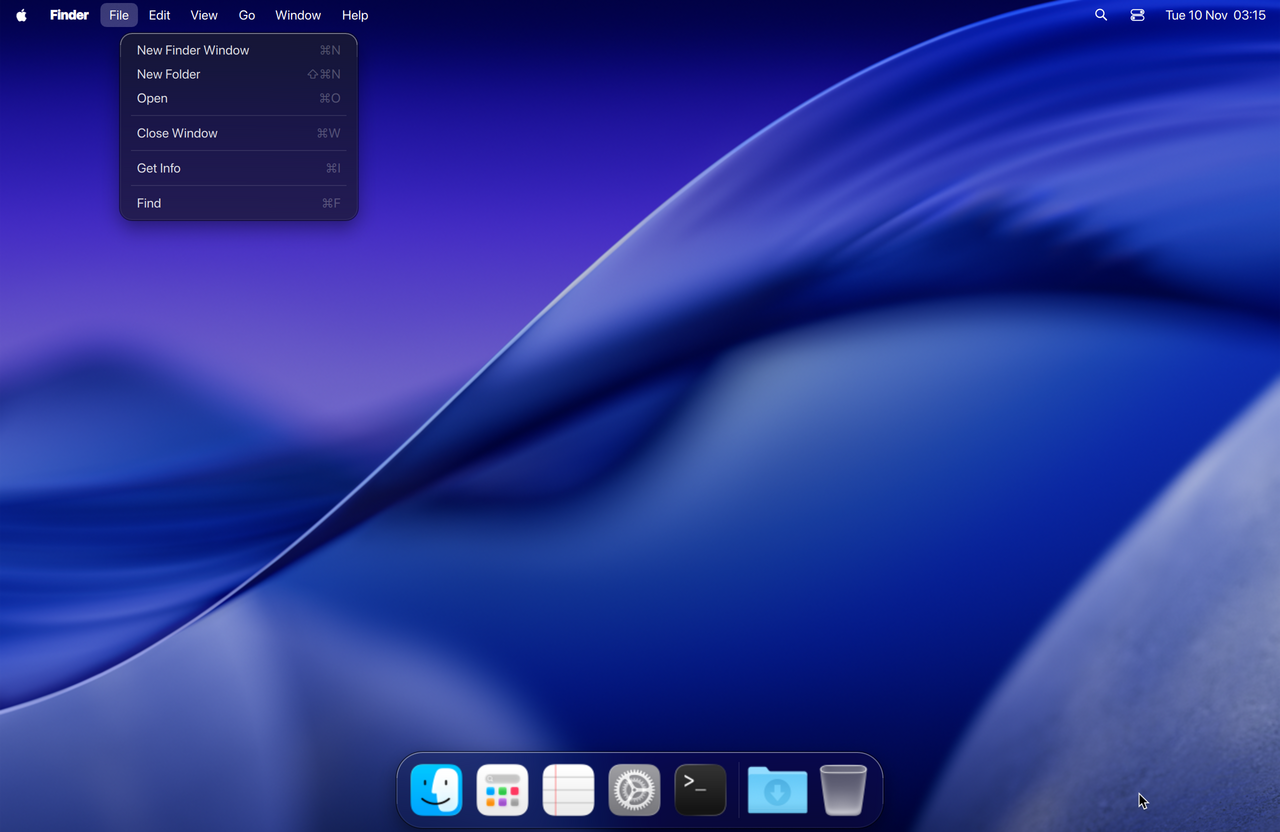 Finder File Edit View Go Window Help Tue 10 Nov 03:15
New Finder Window ⌘N
New Folder ⇧⌘N
Open ⌘O
Close Window ⌘W
Get Info ⌘I
Find ⌘F
>_